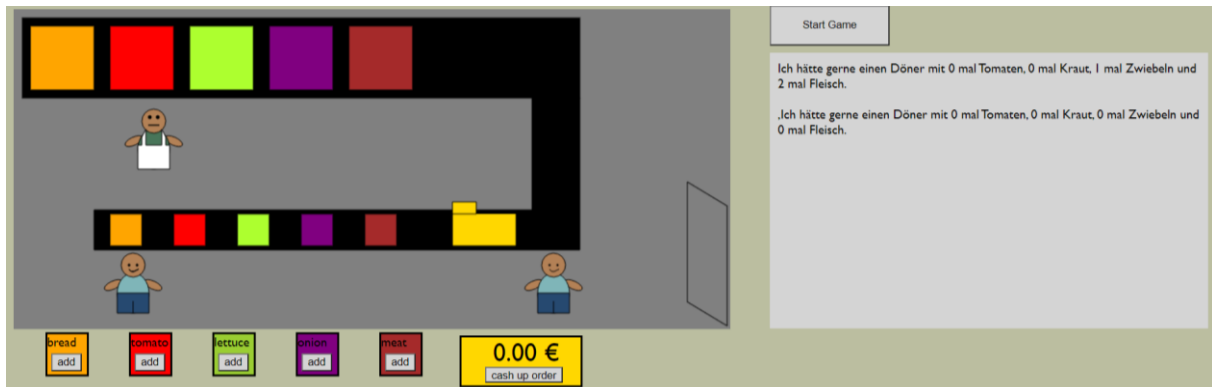 Start Game
Ich hätte gerne einen Döner mit 0 mal Tomaten, 0 mal Kraut, 1 mal Zwiebeln und
2 mal Fleisch.
,Ich hätte gerne einen Döner mit 0 mal Tomaten, 0 mal Kraut, 0 mal Zwiebeln und
0 mal Fleisch.
bread tomato lettuce onion meat
add add add add add
0.00 €
cash up order